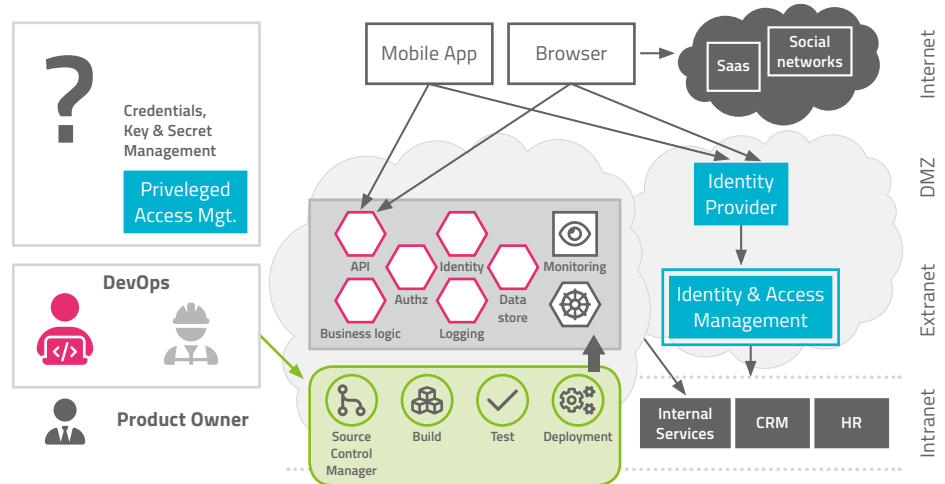 ?
Credentials,
Key & Secret
Management
Priveleged
Access Mgt.
DevOps
</>
Product Owner
Mobile App
Browser
Saas
Social
networks
Internet
DMZ
Extranet
Intranet
Identity
Provider
Identity & Access
Management
API
Identity
Monitoring
Authz
Data
store
Business logic
Logging
Source
Control
Manager
Build
Test
Deployment
Internal
Services
CRM
HR